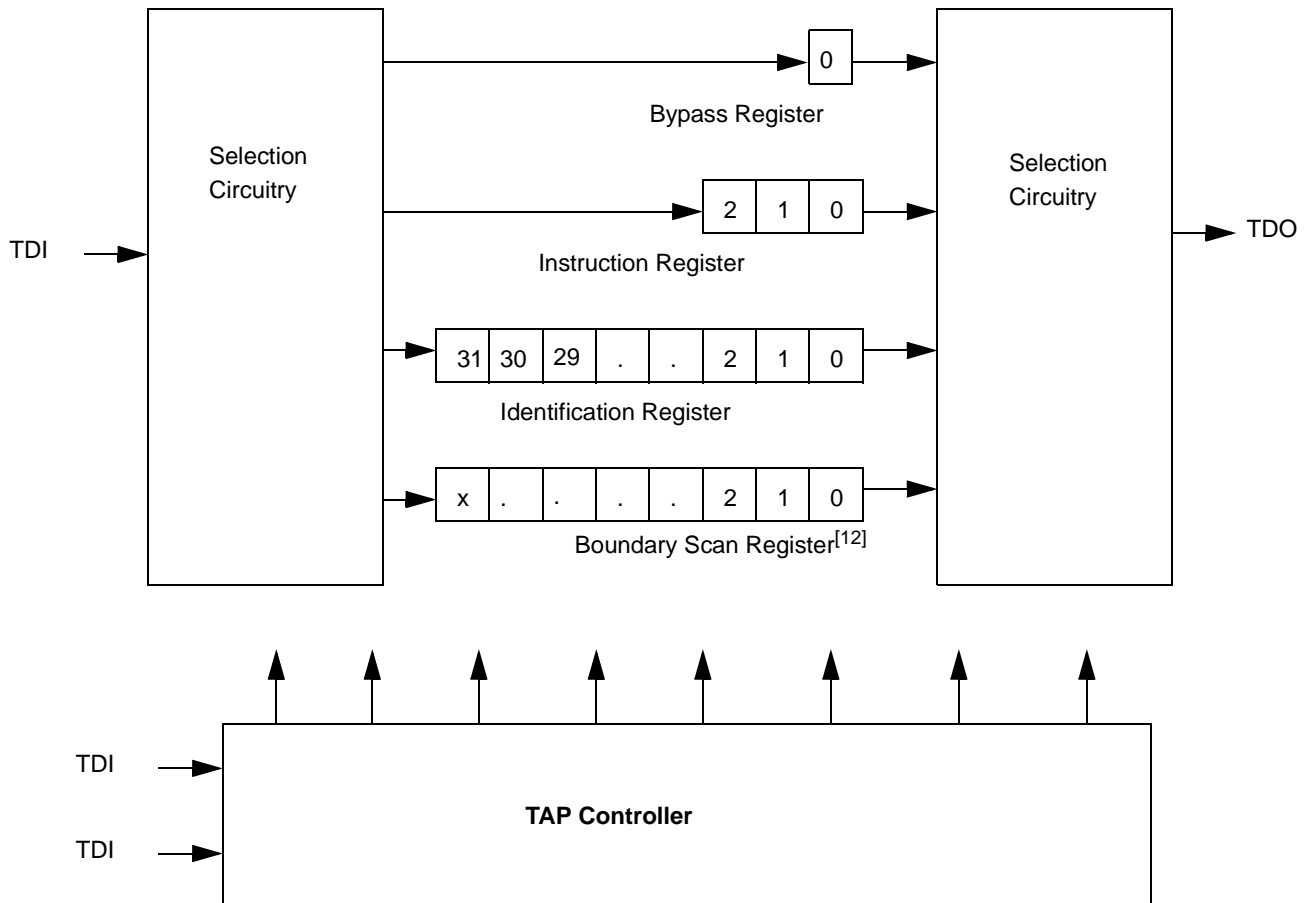 0
Bypass Register
Selection
Circuitry
Selection
Circuitry
2 1 0
TDI
TDO
Instruction Register
31 30 29 . . 2 1 0
Identification Register
x . . . . 2 1 0
Boundary Scan Register[12]
TDI
TAP Controller
TDI